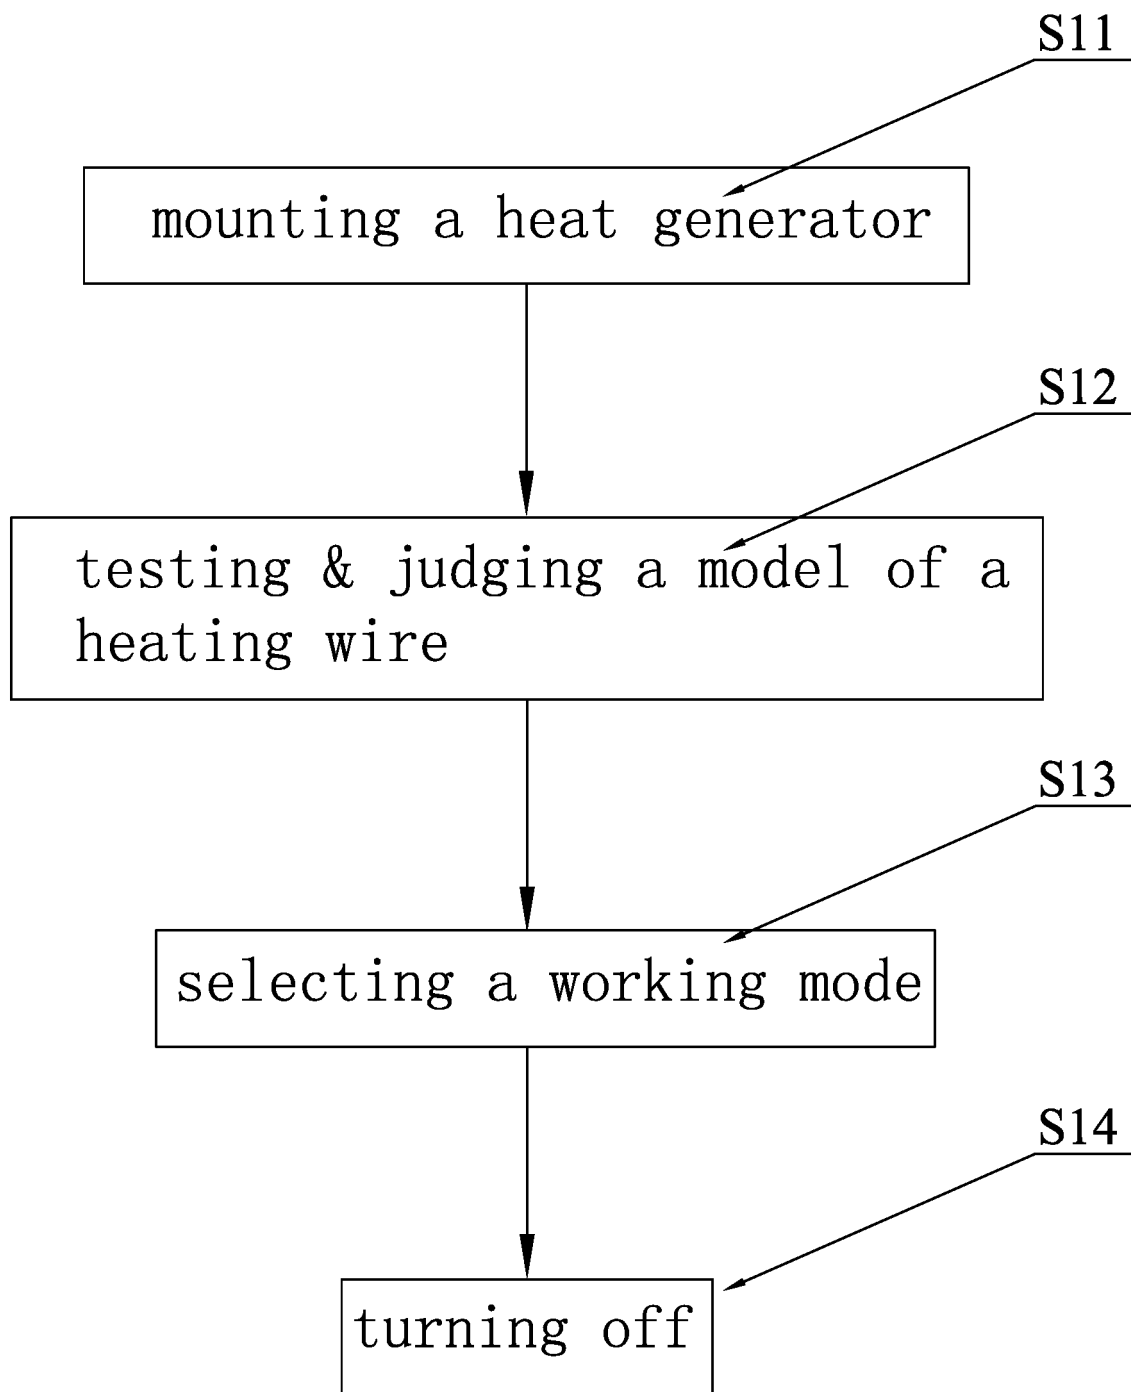 S11
mounting a heat generator
S12
testing & judging a model of a
heating wire
S13
selecting a working mode
S14
turning off